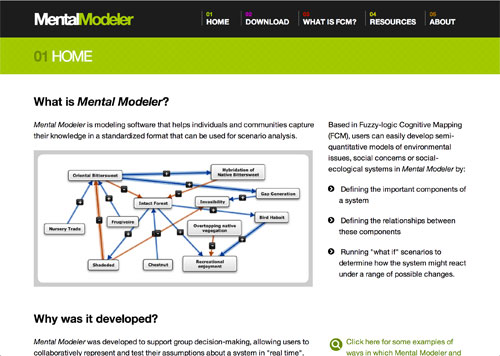 MentalModeler
01 HOME
02 DOWNLOAD
03 WHAT IS FCM?
04 RESOURCES
05 ABOUT
01 HOME
What is Mental Modeler?
Mental Modeler is modeling software that helps individuals and communities capture
their knowledge in a standardized format that can be used for scenario analysis.
Oriental Bittersweet
Hybridization of
Native Bittersweet
Gap Generation
Intact Forest
Invasibility
Bird Habait
Frugivoire
Nursery Trade
Overtopping native
vegegation
Shadeded
Chestnut
Recreational
enjoyment
Based in Fuzzy-logic Cognitive Mapping
(FCM), users can easily develop semi-
quantitative models of environmental
issues, social concerns or social-
ecological systems in Mental Modeler by:
Defining the important components of
a system
Defining the relationships between
these components
Running "what if" scenarios to
determine how the system might react
under a range of possible changes.
Why was it developed?
Mental Modeler was developed to support group decision-making, allowing users to
collaboratively represent and test their assumptions about a system in "real time".
Click here for some examples of
ways in which Mental Modeler and